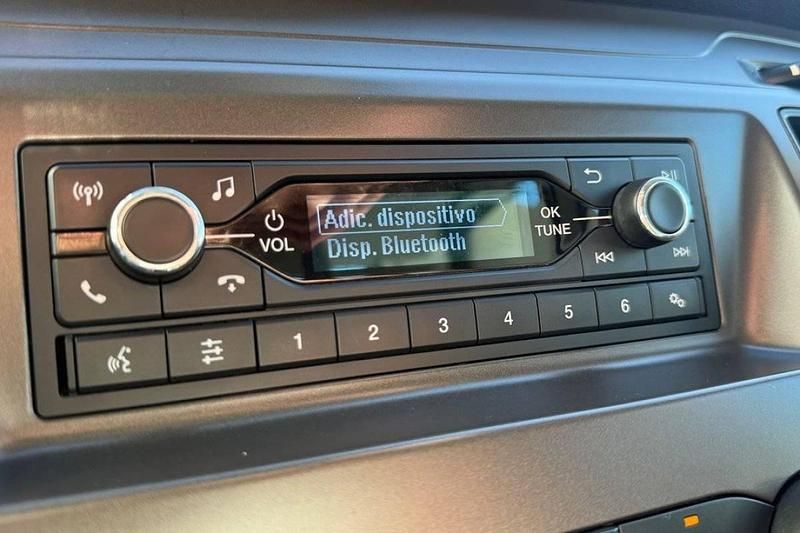 Adic. dispositivo
Disp. Bluetooth
VOL
OK
TUNE
1 2 3 4 5 6